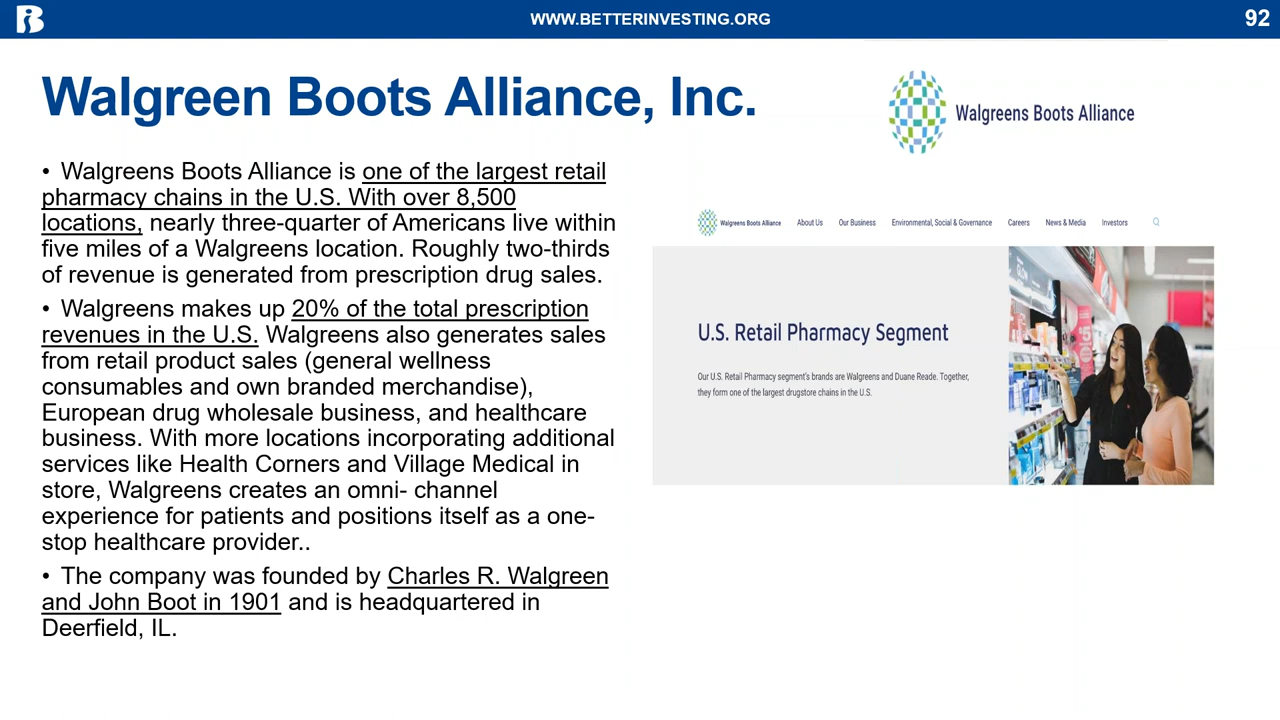 WWW.BETTERINVESTING.ORG
92
Walgreen Boots Alliance, Inc.
Walgreens Boots Alliance
• Walgreens Boots Alliance is one of the largest retail
pharmacy chains in the U.S. With over 8,500
locations, nearly three-quarter of Americans live within
five miles of a Walgreens location. Roughly two-thirds
of revenue is generated from prescription drug sales.
• Walgreens makes up 20% of the total prescription
revenues in the U.S. Walgreens also generates sales
from retail product sales (general wellness
consumables and own branded merchandise),
European drug wholesale business, and healthcare
business. With more locations incorporating additional
services like Health Corners and Village Medical in
store, Walgreens creates an omni- channel
experience for patients and positions itself as a one-
stop healthcare provider..
• The company was founded by Charles R. Walgreen
and John Boot in 1901 and is headquartered in
Deerfield, IL.
Walgreens Boots Alliance About Us Our Business Environmental, Social & Governance Careers News & Media Investors
U.S. Retail Pharmacy Segment
Our U.S. Retail Pharmacy segment's brands are Walgreens and Duane Reade. Together,
they form one of the largest drugstore chains in the U.S.